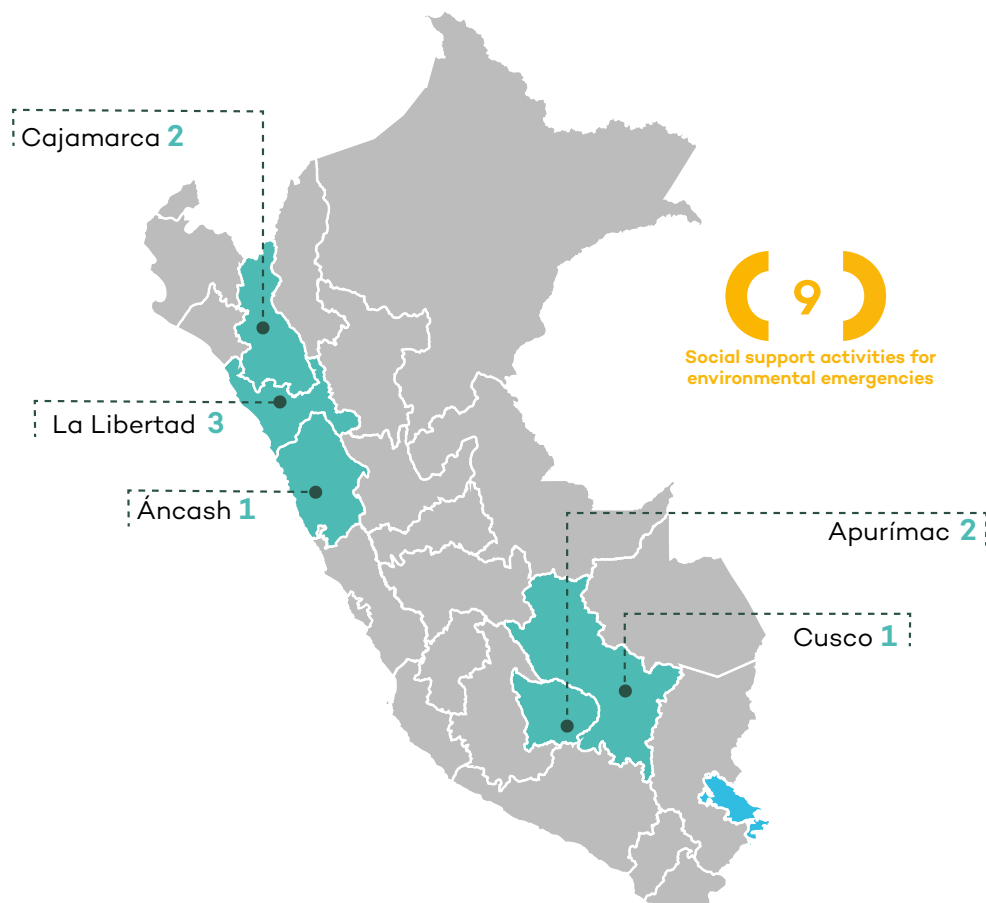 Cajamarca 2
9
Social support activities for
environmental emergencies
La Libertad 3
Áncash 1
Apurímac 2
Cusco 1